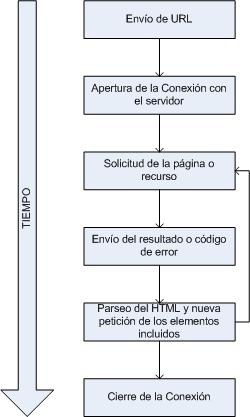 Envío de URL
Apertura de la Conexión con
el servidor
Solicitud de la página o
recurso
Envío del resultado o código
de error
Parseo del HTML y nueva
petición de los elementos
incluidos
Cierre de la Conexión
TIEMPO